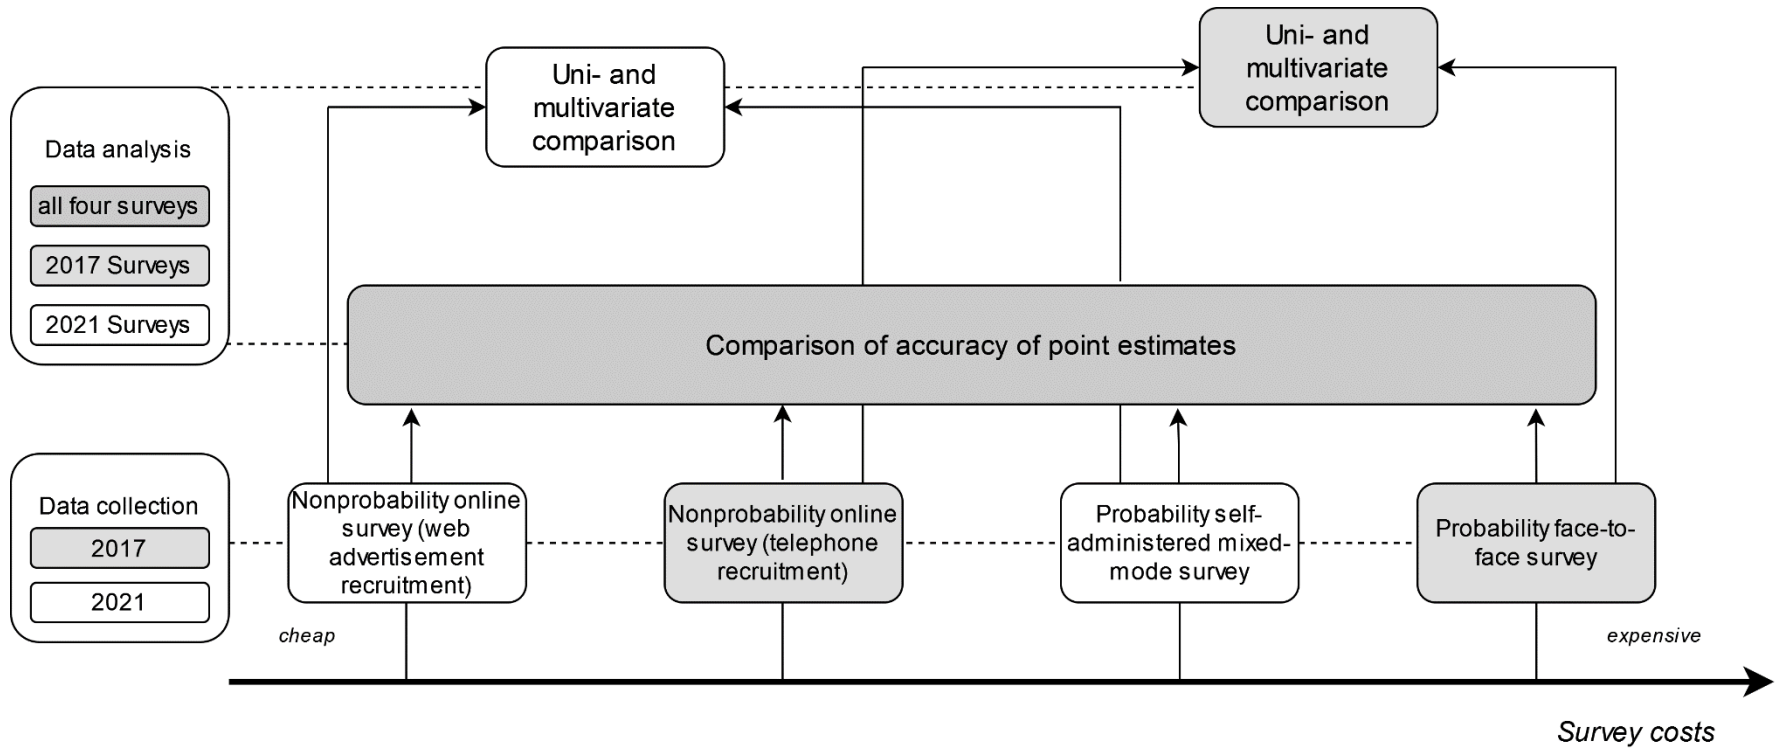 Uni- and
multivariate
comparison
Uni- and
multivariate
comparison
Data analysis
all four surveys
2017 Surveys
2021 Surveys
Comparison of accuracy of point estimates
Data collection
2017
2021
Nonprobability online
survey (web
advertisement
recruitment)
Nonprobability online
survey (telephone
recruitment)
Probability self-
administered mixed-
mode survey
Probability face-to-
face survey
cheap
expensive
Survey costs